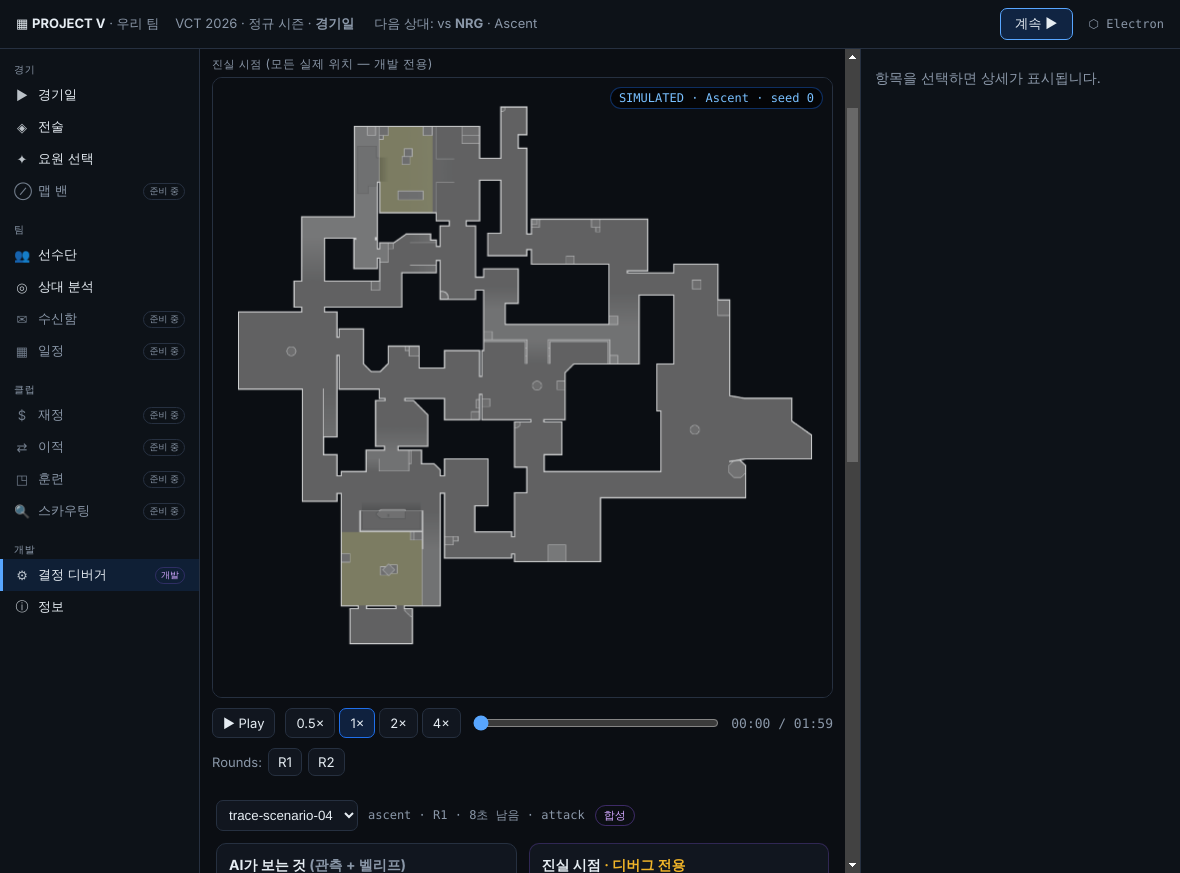 PROJECT V · 우리 팀 VCT 2026 · 정규 시즌 · 경기일 다음 상대: vs NRG · Ascent 계속 ▶ Electron
경기
경기일
전술
요원 선택
맵 밴 준비 중
팀
선수단
상대 분석
수신함 준비 중
일정 준비 중
클럽
재정 준비 중
이적 준비 중
훈련 준비 중
스카우팅 준비 중
개발
결정 디버거 개발
정보
진실 시점 (모든 실제 위치 — 개발 전용)
SIMULATED · Ascent · seed 0
▶ Play 0.5× 1× 2× 4× 00:00 / 01:59
Rounds: R1 R2
trace-scenario-04 ascent · R1 · 8초 남음 · attack 합성
AI가 보는 것 (관측 + 벨리프)
진실 시점 · 디버그 전용
항목을 선택하면 상세가 표시됩니다.